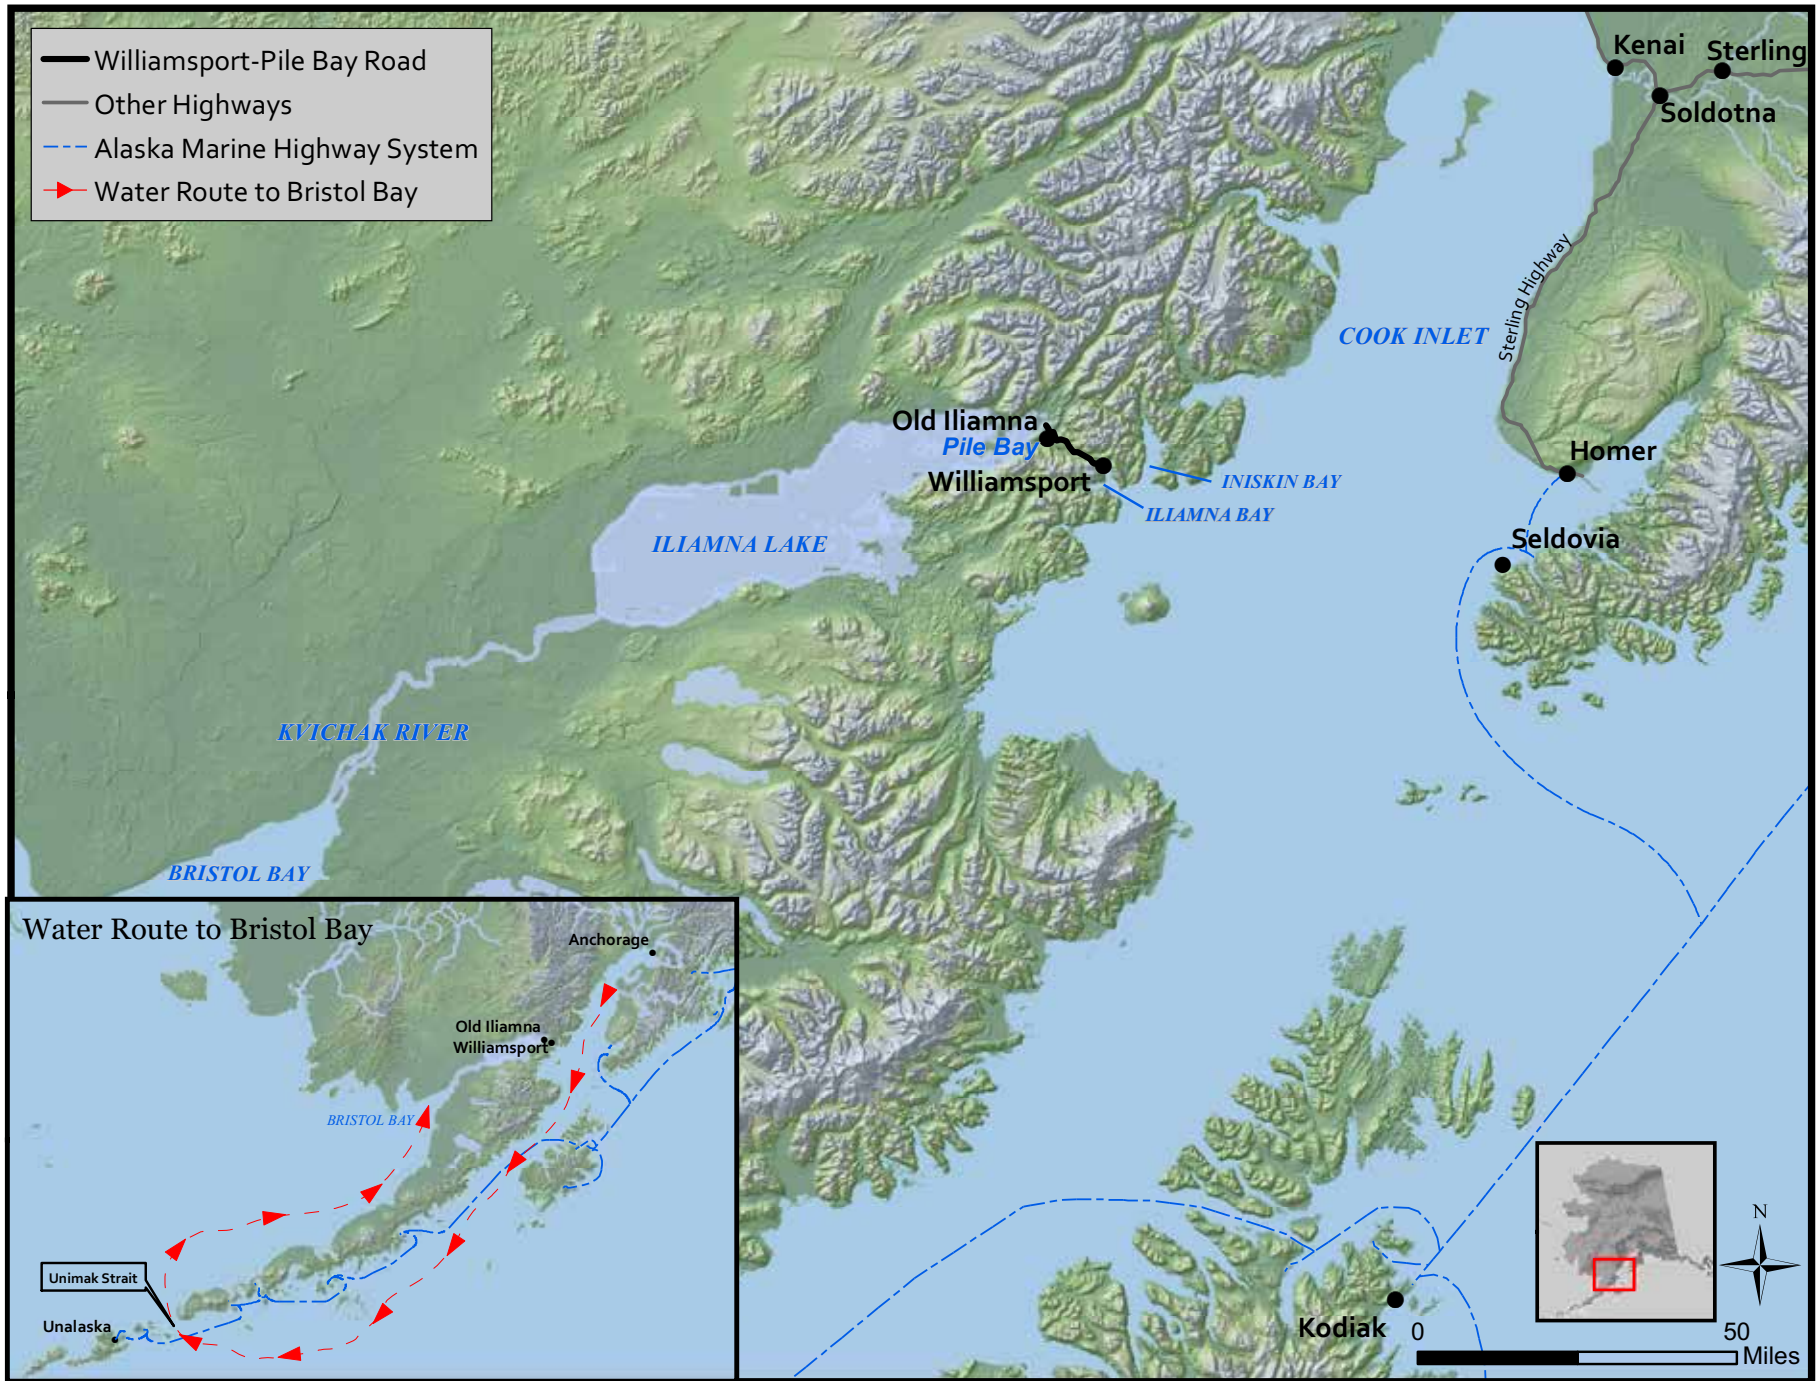 Williamsport-Pile Bay Road
Other Highways
Alaska Marine Highway System
Water Route to Bristol Bay
Kenai
Sterling
Soldotna
Sterling Highway
COOK INLET
Old Iliamna
Pile Bay
Williamsport
INISKIN BAY
ILIAMNA BAY
Homer
Seldovia
ILIAMNA LAKE
KVICHAK RIVER
BRISTOL BAY
Water Route to Bristol Bay
Anchorage
Old Iliamna
Williamsport
BRISTOL BAY
Unimak Strait
Unalaska
N
Kodiak
0
50
Miles